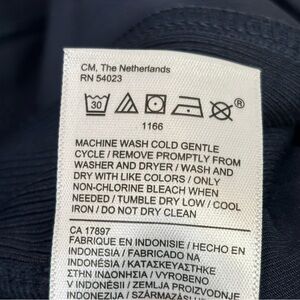 CM, The Netherlands
RN 54023
30 ®
1166
MACHINE WASH COLD GENTLE
CYCLE / REMOVE PROMPTLY FROM
WASHER AND DRYER / WASH AND
DRY WITH LIKE COLORS / ONLY
NON-CHLORINE BLEACH WHEN
NEEDED / TUMBLE DRY LOW / COOL
IRON / DO NOT DRY CLEAN
CA 17897
FABRIQUE EN INDONISIE / HECHO EN
INDONESIA / FABRICADO NA
INDONÉSIA / ΚΑΤΑΣΚΕΥΑΣΤΗΚΕ
ΣΤΗΝ ΙΝΔΟΝΗΣΙΑ / VYROBENO
V INDONÉSII / ZEMLJA
INDONEZIJA / SZÁRMAZÁSI